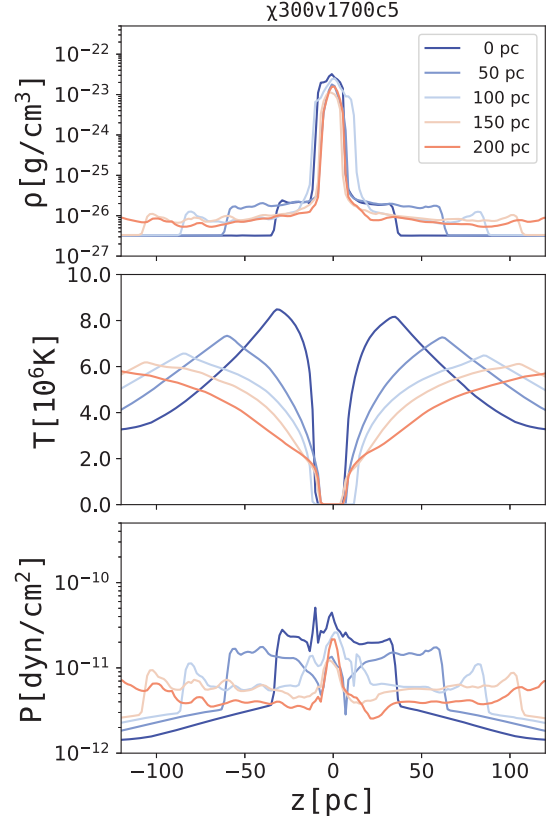 χ300v1700c5
ρ[g/cm³]
10⁻²²
10⁻²³
10⁻²⁴
10⁻²⁵
10⁻²⁶
10⁻²⁷
0 pc
50 pc
100 pc
150 pc
200 pc
T[10⁶K]
10.0
8.0
6.0
4.0
2.0
0.0
P[dyn/cm²]
10⁻¹⁰
10⁻¹¹
10⁻¹²
−100
−50
0
50
100
z[pc]